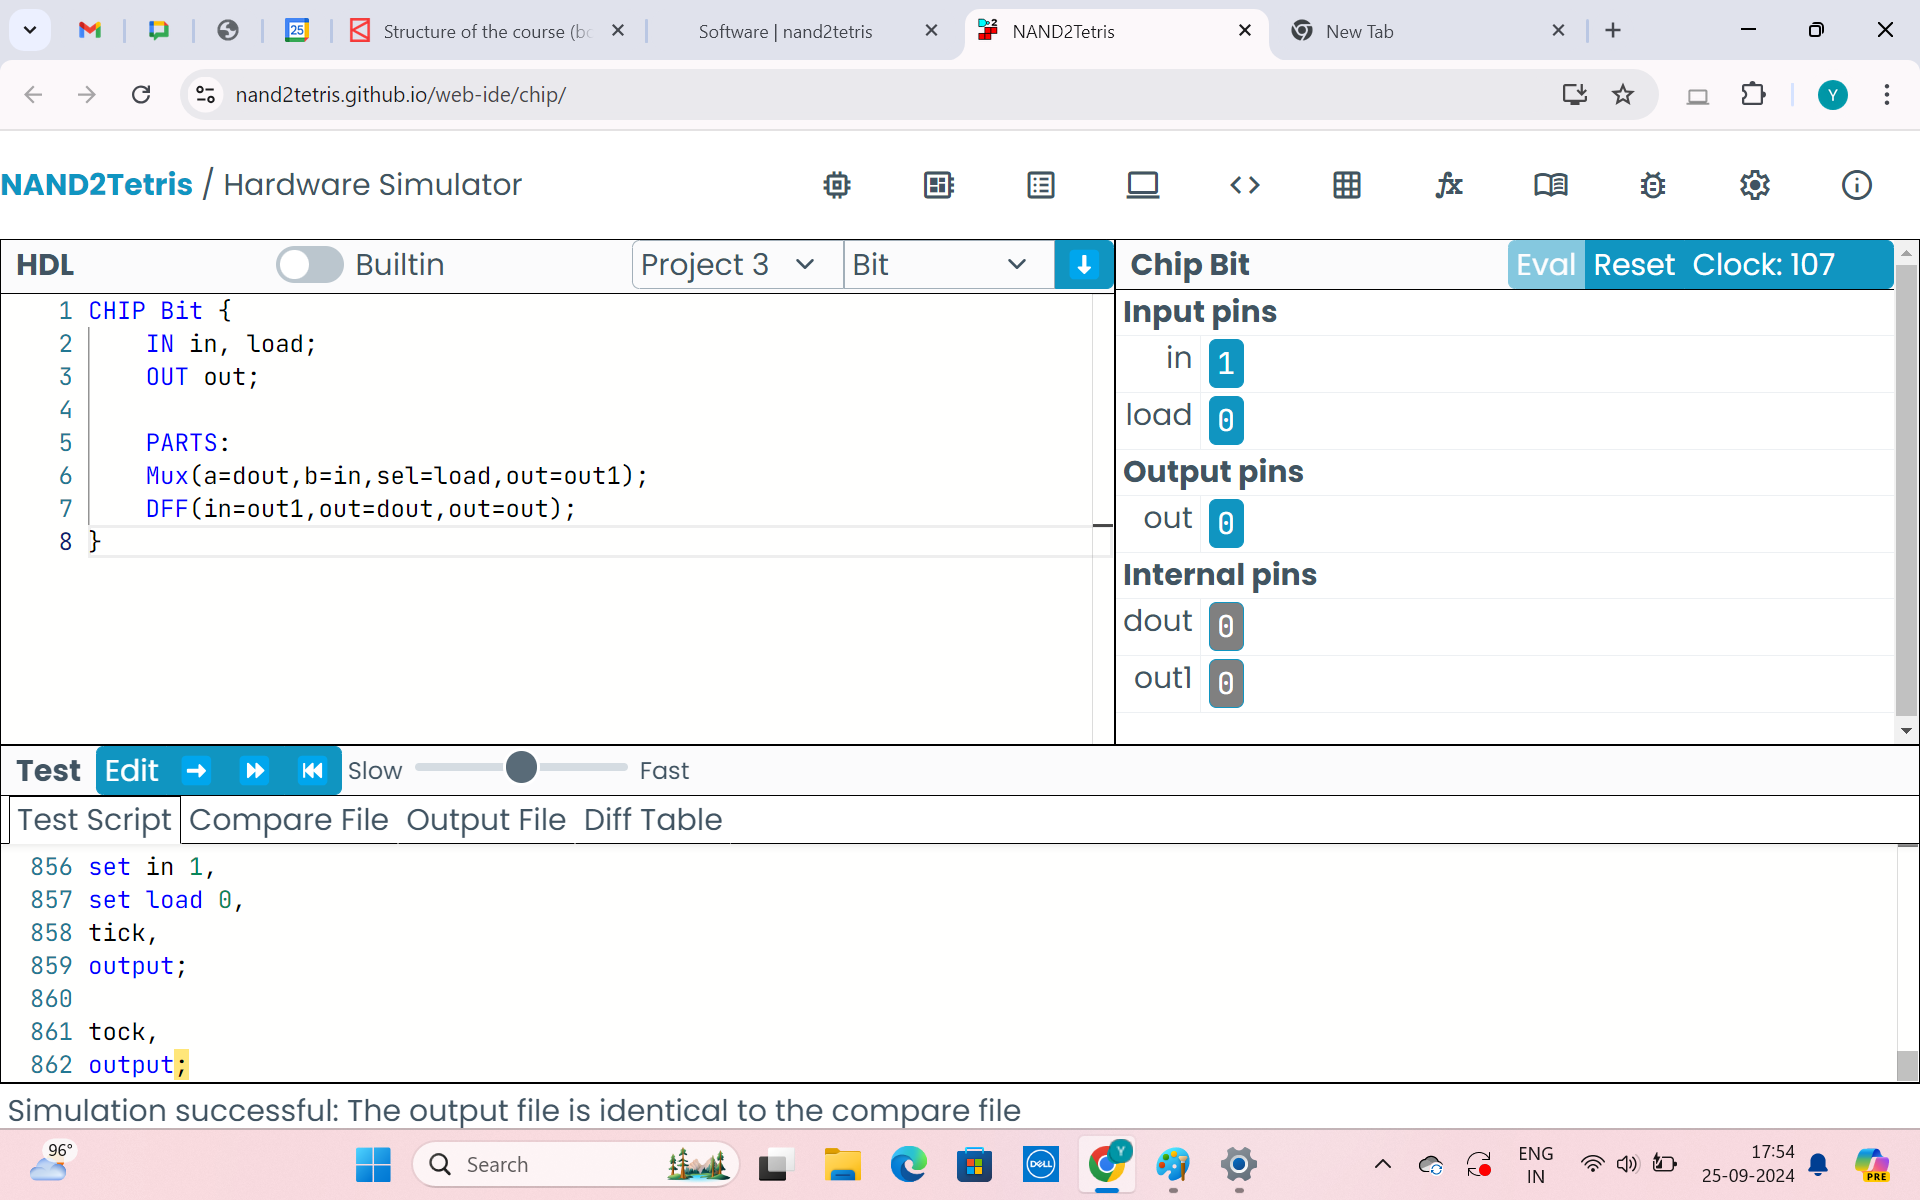 25 Structure of the course (bo Software | nand2tetris NAND2Tetris New Tab
nand2tetris.github.io/web-ide/chip/ Y
NAND2Tetris / Hardware Simulator
HDL Builtin Project 3 Bit
1 CHIP Bit {
2 IN in, load;
3 OUT out;
4
5 PARTS:
6 Mux(a=dout,b=in,sel=load,out=out1);
7 DFF(in=out1,out=dout,out=out);
8 }
Chip Bit Eval Reset Clock: 107
Input pins
in 1
load 0
Output pins
out 0
Internal pins
dout 0
out1 0
Test Edit Slow Fast
Test Script Compare File Output File Diff Table
856 set in 1,
857 set load 0,
858 tick,
859 output;
860
861 tock,
862 output;
Simulation successful: The output file is identical to the compare file
96° Search DELL Y ENG IN 17:54 25-09-2024 PRE